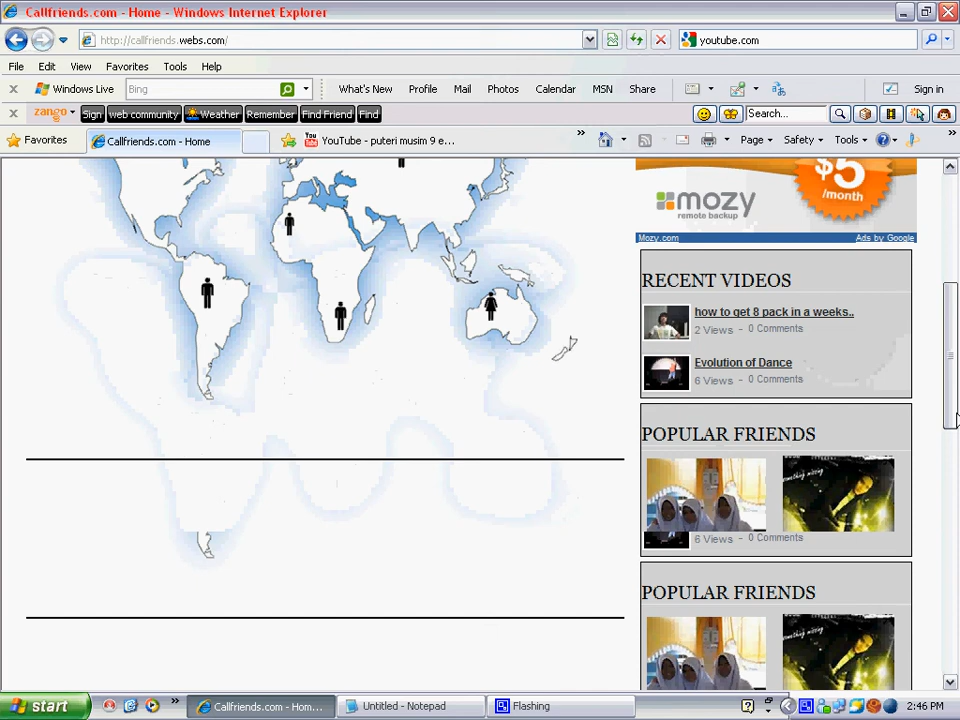 Callfriends.com - Home - Windows Internet Explorer
http://callfriends.webs.com/
youtube.com
File Edit View Favorites Tools Help
Windows Live Bing What's New Profile Mail Photos Calendar MSN Share Sign in
zango Sign web community Weather Remember Find Friend Find Search...
Favorites Callfriends.com - Home YouTube - puteri musim 9 e... Page Safety Tools
$5
/month
mozy
remote backup
Mozy.com Ads by Google
RECENT VIDEOS
how to get 8 pack in a weeks..
2 Views - 0 Comments
Evolution of Dance
6 Views - 0 Comments
POPULAR FRIENDS
something missing
6 Views - 0 Comments
POPULAR FRIENDS
something missing
start Callfriends.com - Hom... Untitled - Notepad Flashing 2:46 PM